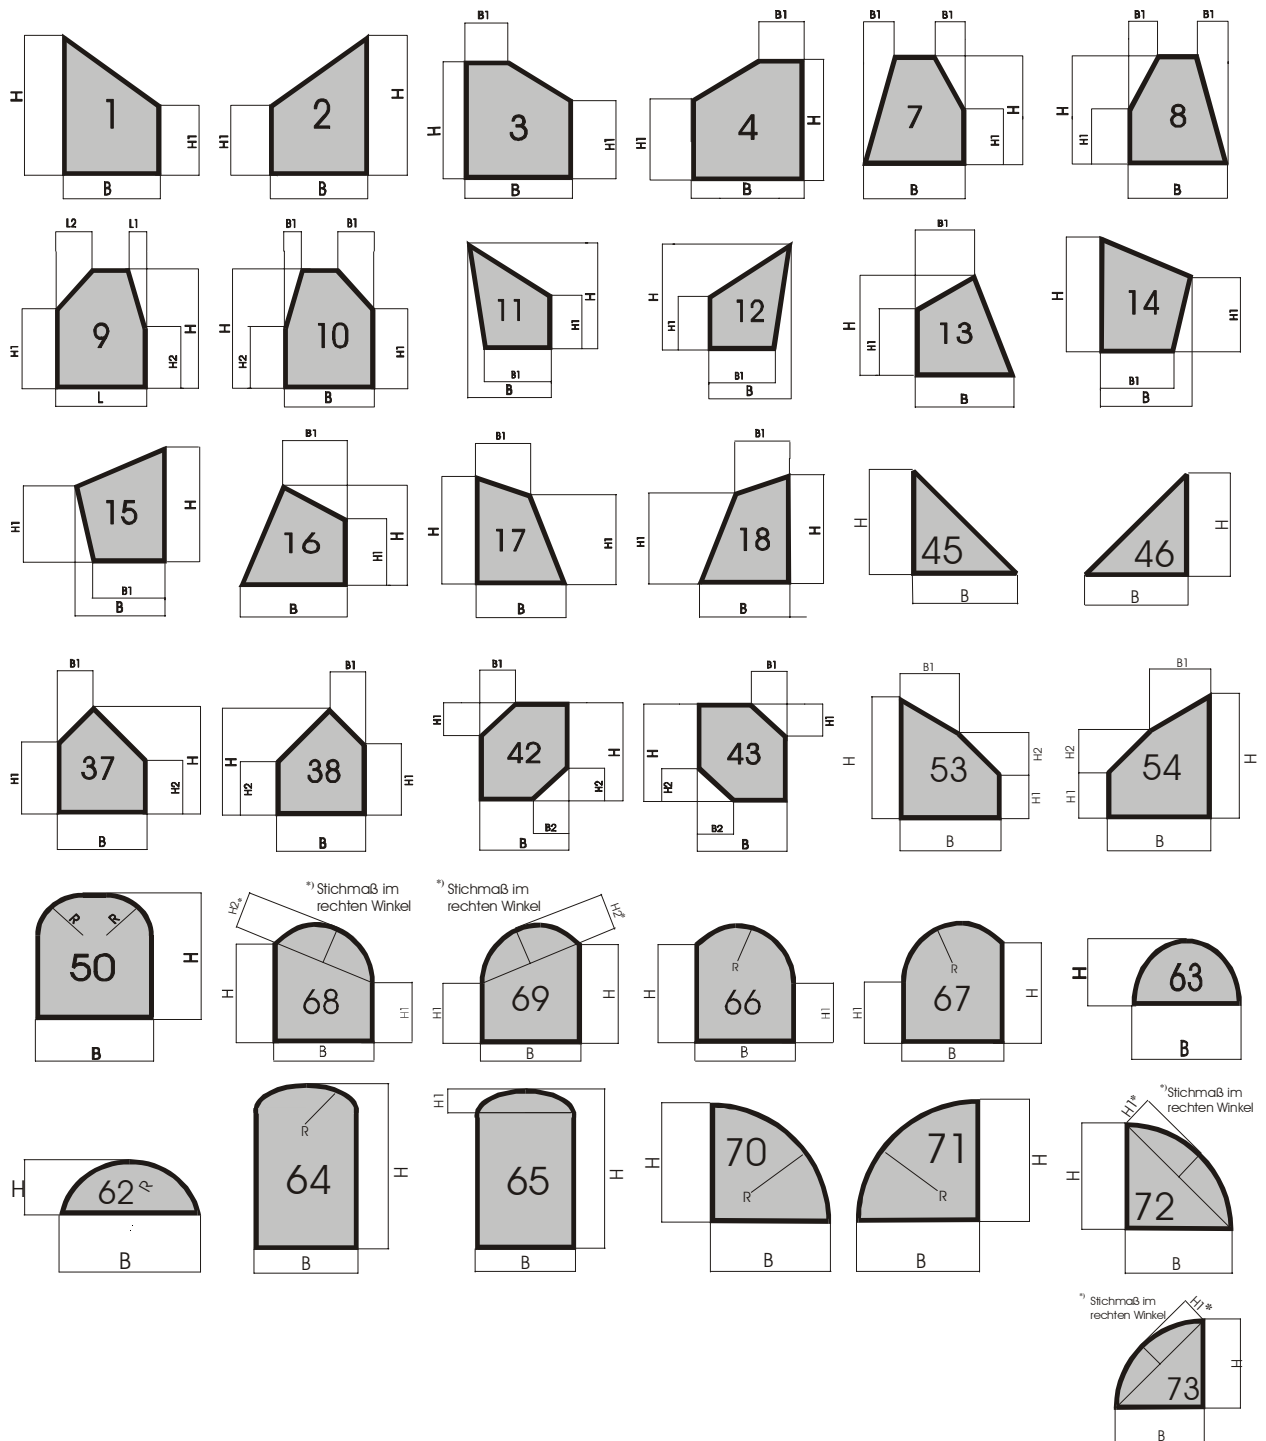 B1 B1 B1 B1 B1 B1
H 1 H1 B
H1 2 H B
H 3 H1 B
H1 4 H B
7 H1 H B
H H1 8 B
L2 L1 B1 B1
H1 9 H2 H L
H H2 10 H1 B
11 H1 H B1 B
H H1 12 B1 B
B1 H H1 13 B
H 14 H1 B1 B
H1 15 H B1 B
B1 16 H1 H B
B1 H 17 H1 B
B1 H1 18 H B
H 45 B
46 H B
B1 H1 37 H2 H B
B1 H H2 38 H1 B
B1 H1 42 H2 H B2 B
B1 H1 H H2 43 B2 B
B1 H 53 H2 H1 B
B1 H2 H1 54 H B
R R 50 H B
*) Stichmaß im
rechten Winkel
H2* H 68 H1 B
*) Stichmaß im
rechten Winkel
H2* H1 69 H B
H R 66 H1 B
H1 R 67 H B
H 63 B
H 62 R B
R 64 H B
H1 65 H B
H 70 R B
71 R H B
*) Stichmaß im
rechten Winkel
H1* H 72 B
*) Stichmaß im
rechten Winkel
H1* 73 H B